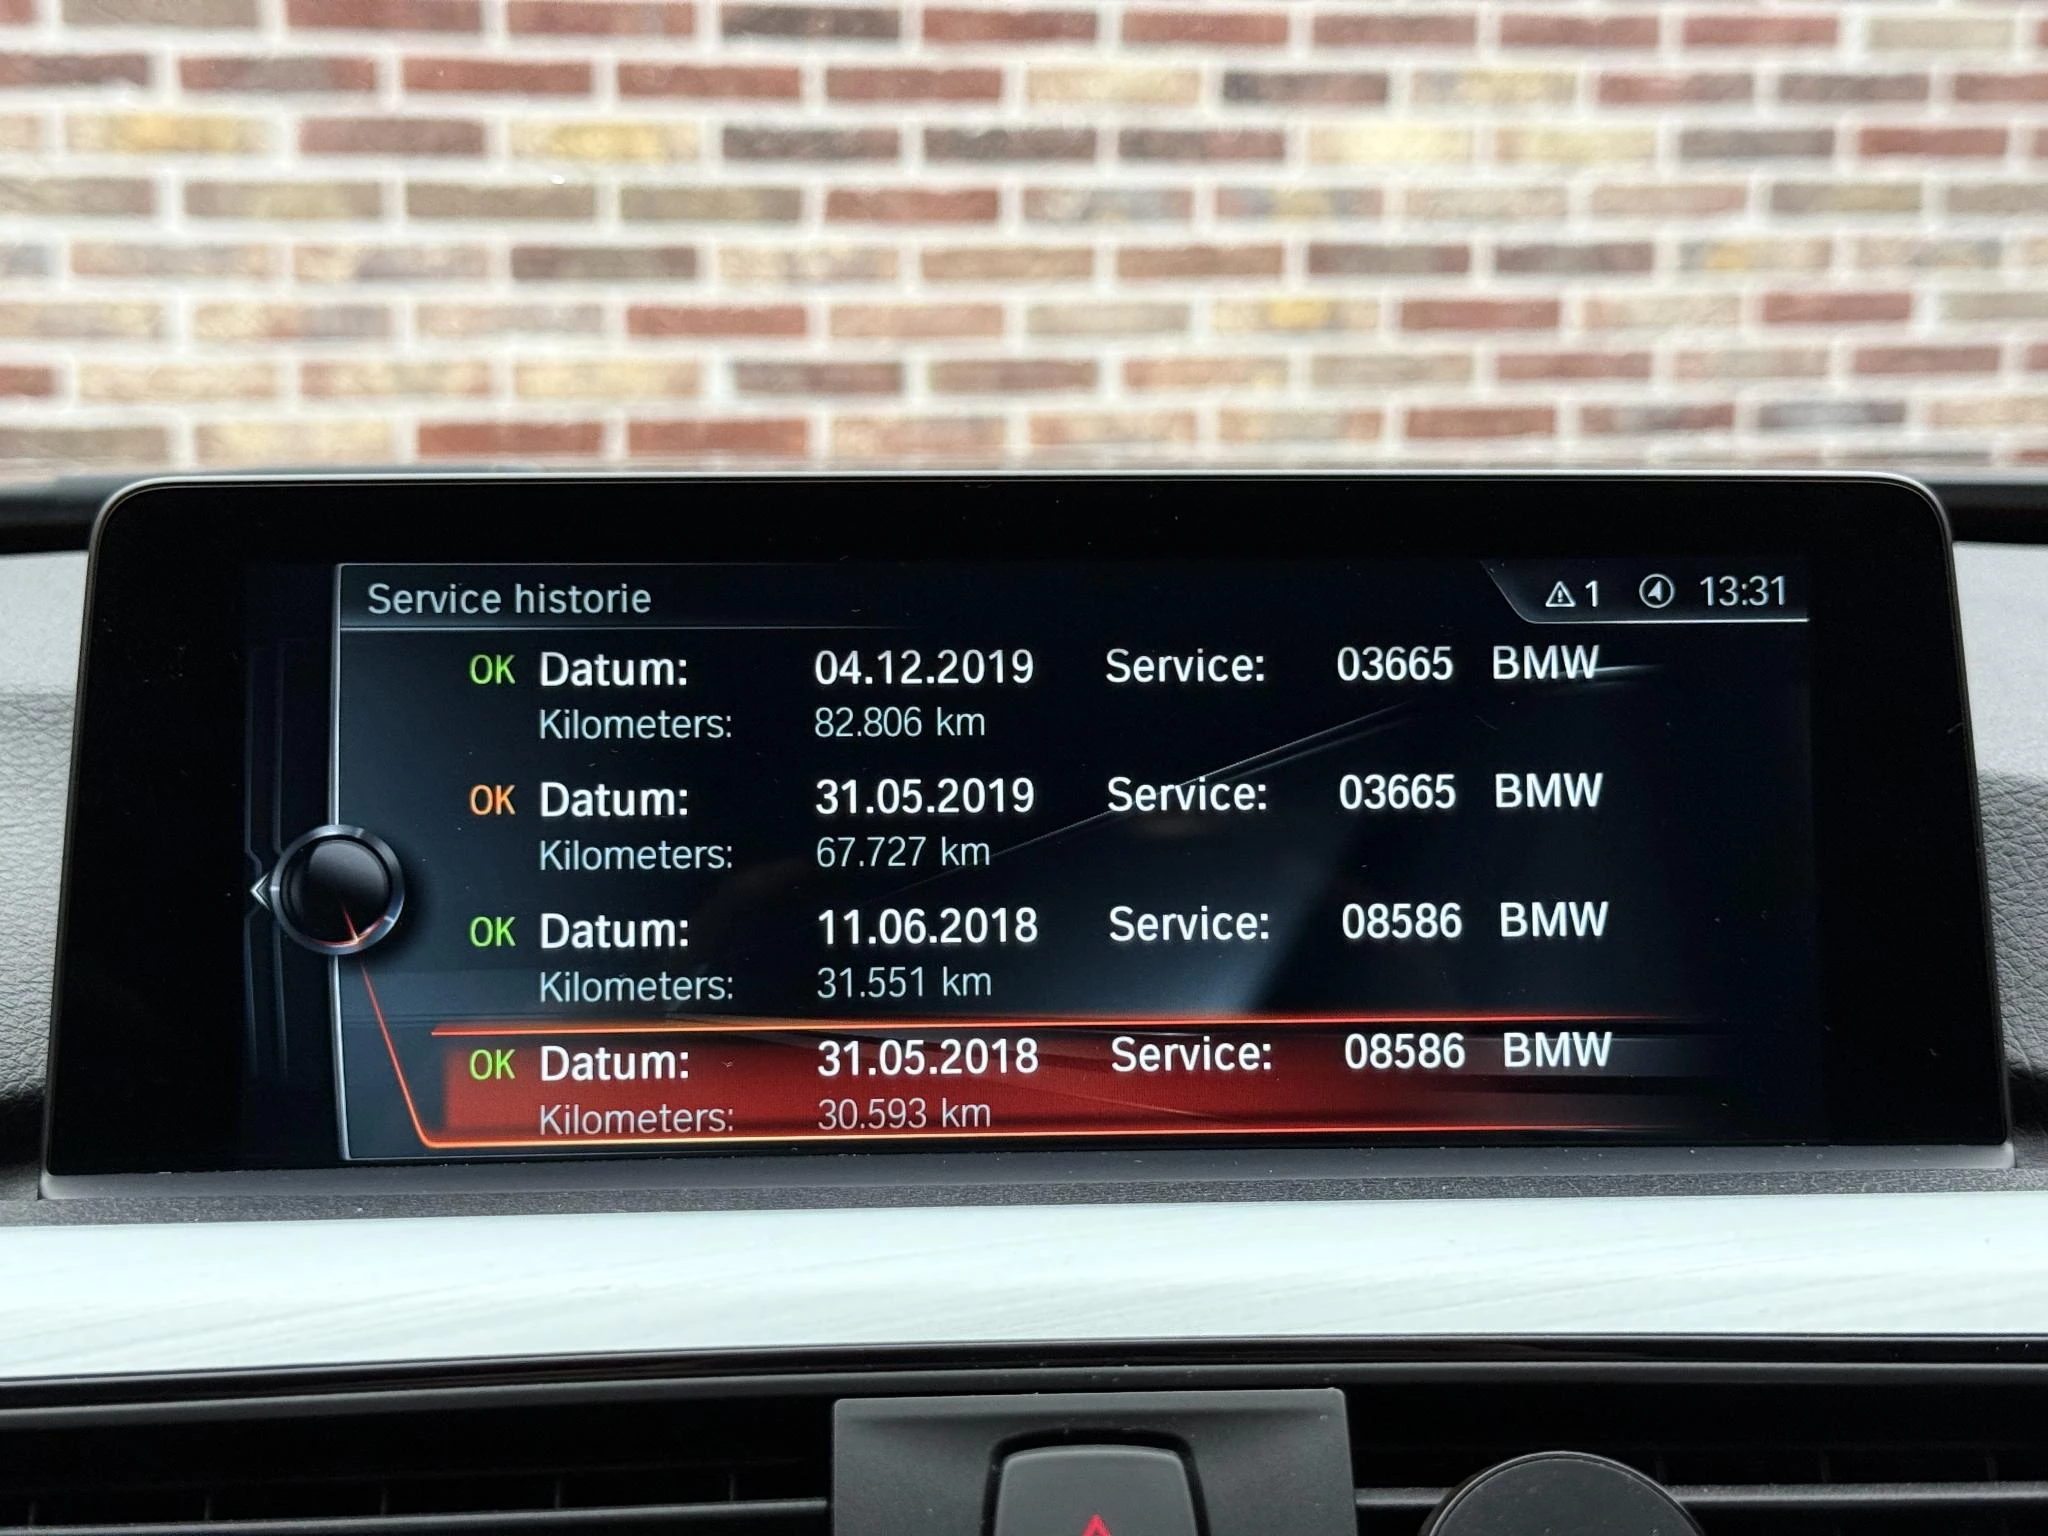 Service historie 1 13:31
OK Datum: 04.12.2019 Service: 03665 BMW
Kilometers: 82.806 km
OK Datum: 31.05.2019 Service: 03665 BMW
Kilometers: 67.727 km
OK Datum: 11.06.2018 Service: 08586 BMW
Kilometers: 31.551 km
OK Datum: 31.05.2018 Service: 08586 BMW
Kilometers: 30.593 km